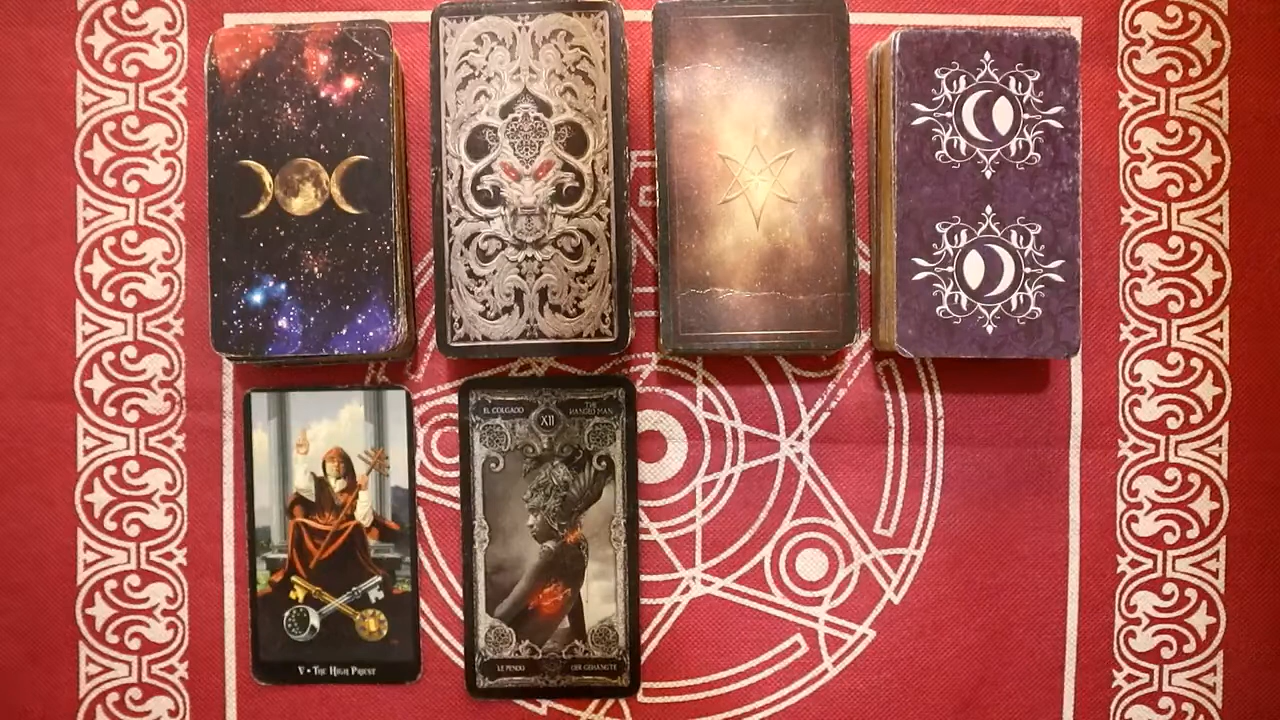 V • THE HIGH PRIEST
EL COLGADO
XII
THE
HANGED MAN
LE PENDU
DER GEHÄNGTE